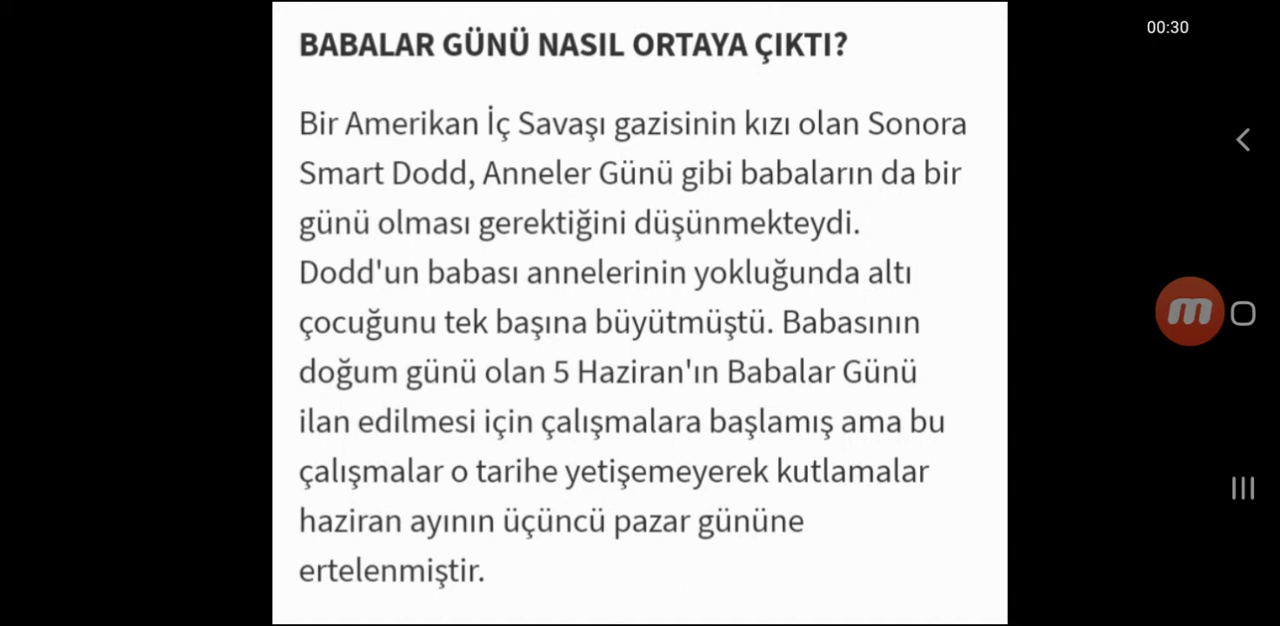 BABALAR GÜNÜ NASIL ORTAYA ÇIKTI?
00:30
Bir Amerikan İç Savaşı gazisinin kızı olan Sonora
Smart Dodd, Anneler Günü gibi babaların da bir
günü olması gerektiğini düşünmekteydi.
Dodd'un babası annelerinin yokluğunda altı
çocuğunu tek başına büyütmüştü. Babasının
doğum günü olan 5 Haziran'ın Babalar Günü
ilan edilmesi için çalışmalara başlamış ama bu
çalışmalar o tarihe yetişemeyerek kutlamalar
haziran ayının üçüncü pazar gününe
ertelenmiştir.